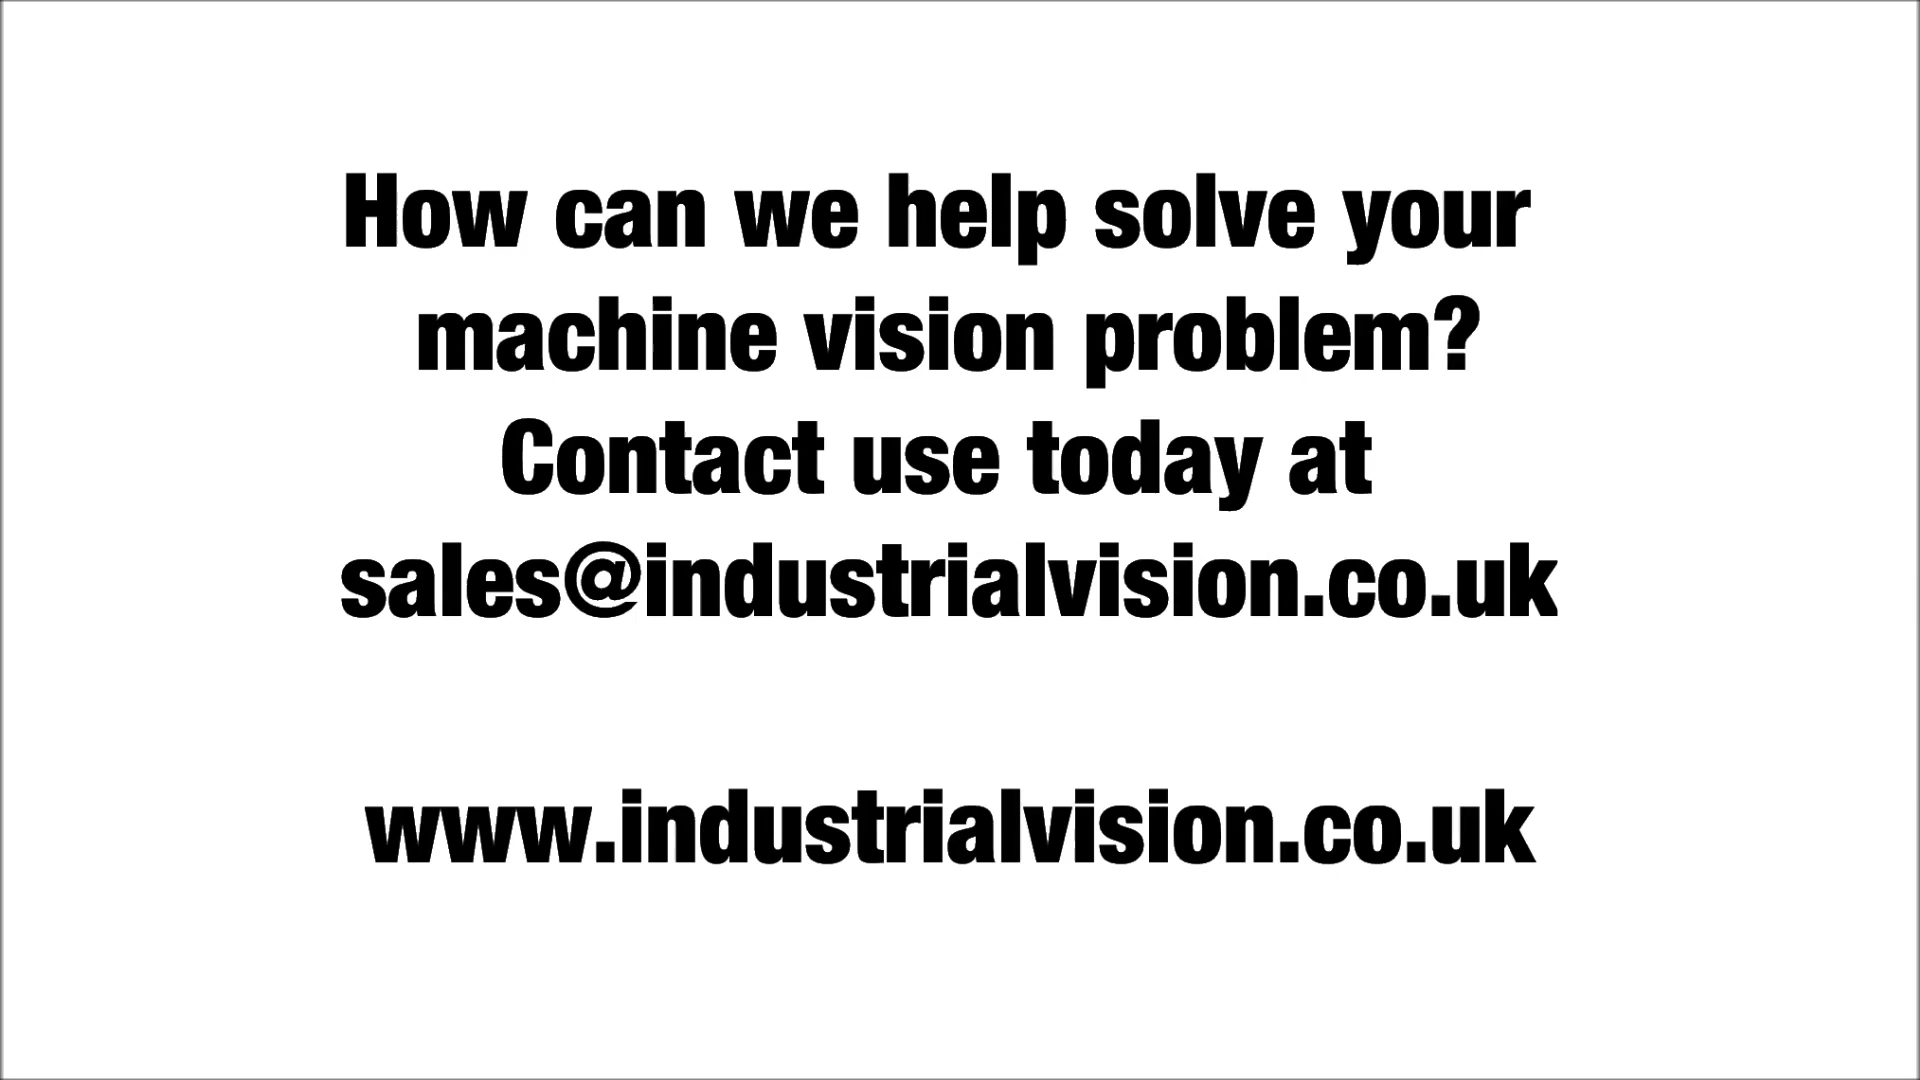 How can we help solve your
machine vision problem?
Contact use today at
sales@industrialvision.co.uk
www.industrialvision.co.uk